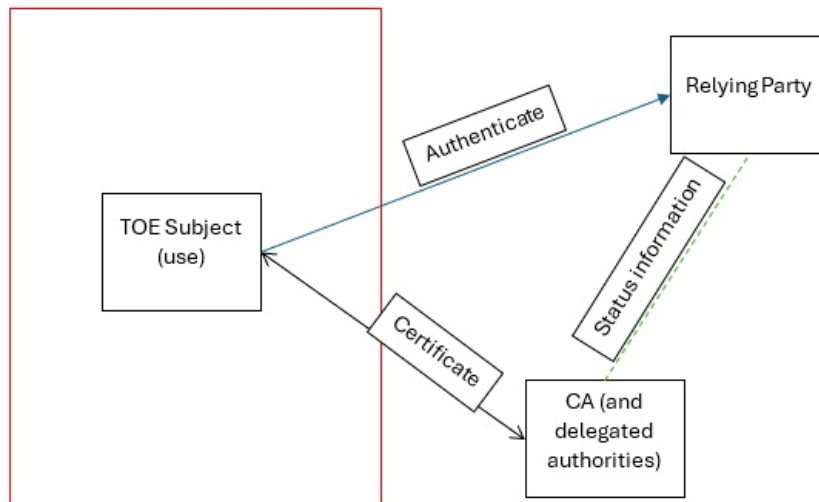 Relying Party
Authenticate
TOE Subject
(use)
Status information
Certificate
CA (and
delegated
authorities)